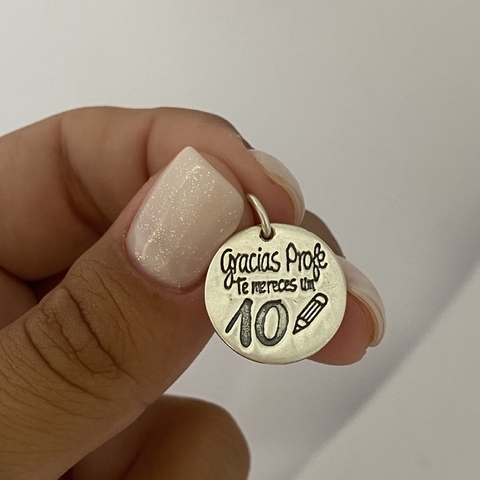 Gracias Profe
Te mereces un
10